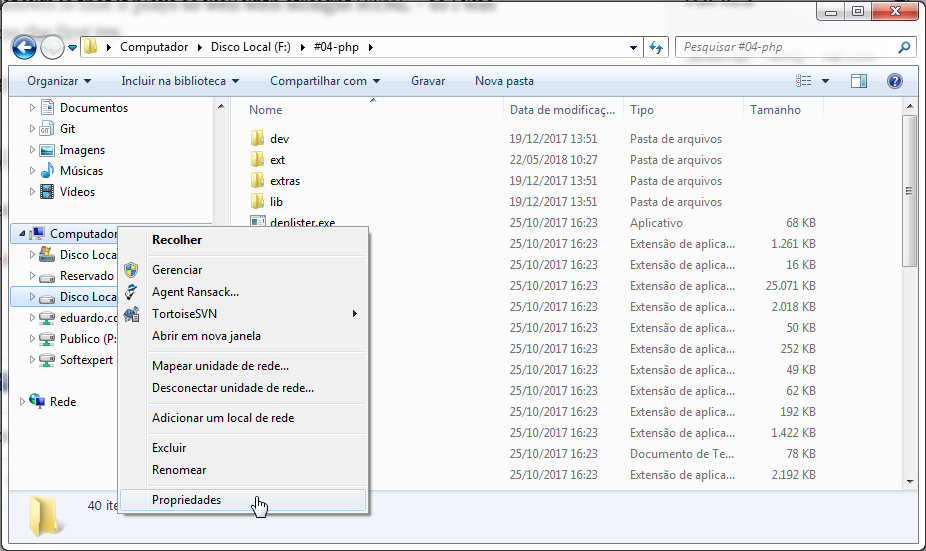 Computador
Disco Local (F:)
#04-php
Pesquisar #04-php
Organizar
Incluir na biblioteca
Compartilhar com
Gravar
Nova pasta
Documentos
Git
Imagens
Músicas
Vídeos
Computador
Disco Loca
Reservado
Disco Loca
eduardo.co
Publico (P:
Softexpert
Rede
Nome
Data de modificaç...
Tipo
Tamanho
dev
19/12/2017 13:51
Pasta de arquivos
ext
22/05/2018 10:27
Pasta de arquivos
extras
19/12/2017 13:51
Pasta de arquivos
lib
19/12/2017 13:51
Pasta de arquivos
deplister.exe
25/10/2017 16:23
Aplicativo
68 KB
25/10/2017 16:23
Extensão de aplica...
1.261 KB
25/10/2017 16:23
Extensão de aplica...
16 KB
25/10/2017 16:23
Extensão de aplica...
25.071 KB
25/10/2017 16:23
Extensão de aplica...
2.018 KB
25/10/2017 16:23
Extensão de aplica...
50 KB
25/10/2017 16:23
Extensão de aplica...
252 KB
25/10/2017 16:23
Extensão de aplica...
49 KB
25/10/2017 16:23
Extensão de aplica...
62 KB
25/10/2017 16:23
Extensão de aplica...
192 KB
25/10/2017 16:23
Extensão de aplica...
1.422 KB
25/10/2017 16:23
Documento de Te...
78 KB
25/10/2017 16:23
Extensão de aplica...
2.192 KB
Recolher
Gerenciar
Agent Ransack...
TortoiseSVN
Abrir em nova janela
Mapear unidade de rede...
Desconectar unidade de rede...
Adicionar um local de rede
Excluir
Renomear
Propriedades
40 ite